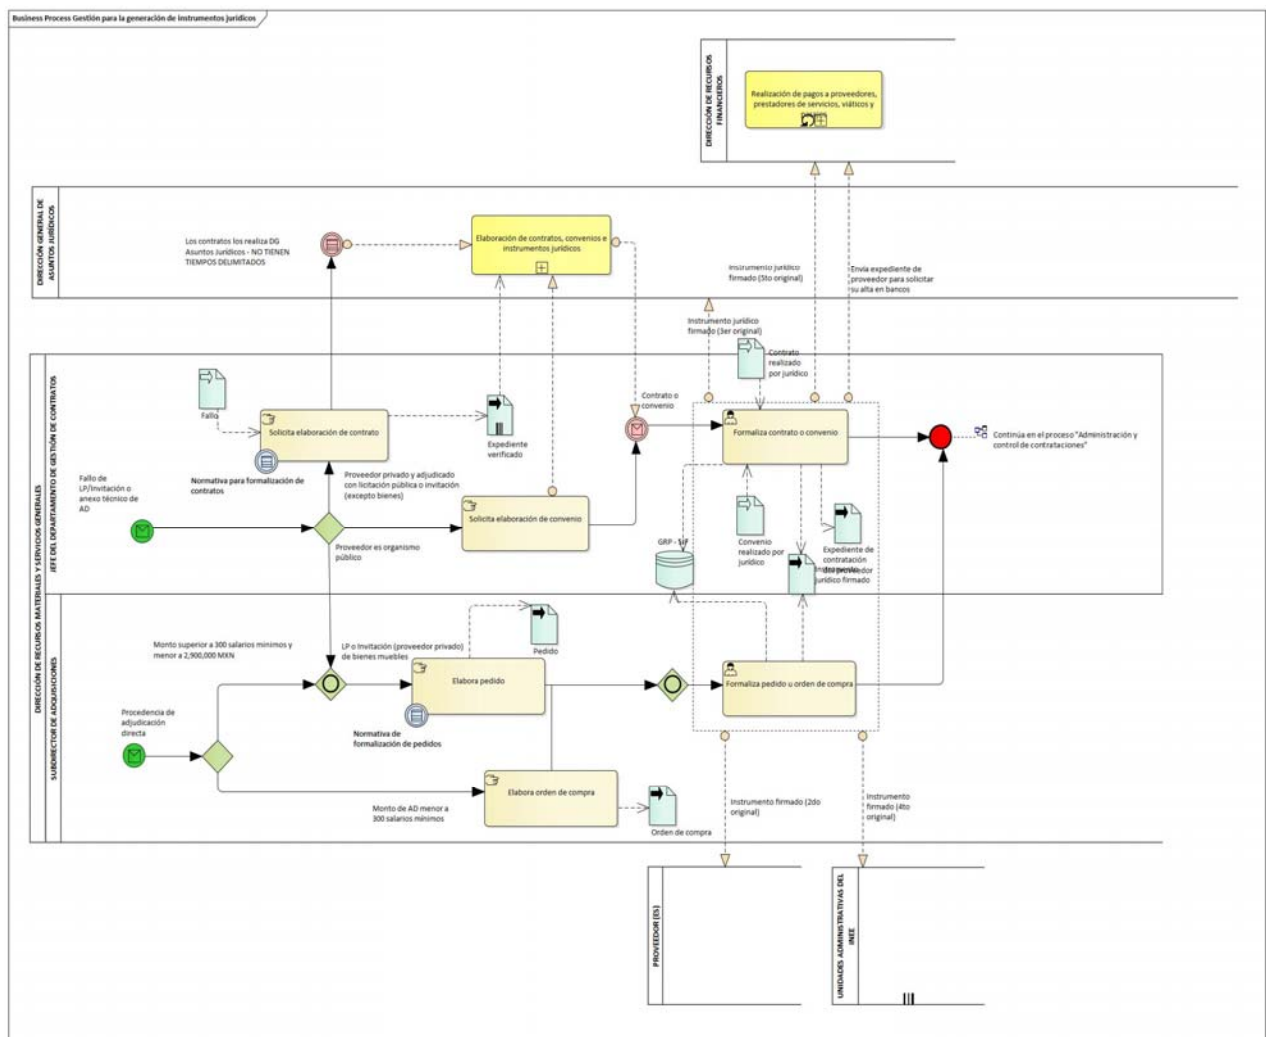 Business Process Gestión para la generación de instrumentos jurídicos
DIRECCIÓN DE RECURSOS
FINANCIEROS
Realización de pagos a proveedores,
prestadores de servicios, viáticos y
DIRECCIÓN GENERAL DE
ASUNTOS JURÍDICOS
Los contratos los realiza DG
Asuntos Jurídicos - NO TIENEN
TIEMPOS DELIMITADOS
Elaboración de contratos, convenios e
instrumentos jurídicos
Instrumento jurídico
firmado (5to original)
Envía expediente de
proveedor para solicitar
su alta en bancos
Instrumento jurídico
firmado (3er original)
DIRECCIÓN DE RECURSOS MATERIALES Y SERVICIOS GENERALES
JEFE DEL DEPARTAMENTO DE GESTIÓN DE CONTRATOS
Contrato
realizado
por jurídico
Fallo
Solicita elaboración de contrato
Contrato o
convenio
Formaliza contrato o convenio
Continúa en el proceso "Administración y
control de contrataciones"
Expediente
verificado
Normativa para formalización de
contratos
Proveedor privado y adjudicado
con licitación pública o invitación
(excepto bienes)
Fallo de
LP/Invitación o
anexo técnico de
AD
Solicita elaboración de convenio
Proveedor es organismo
público
GRP - SIF
Convenio
realizado por
jurídico
Expediente de
contratación
del proveedor
Instrumento
jurídico firmado
SUBDIRECTOR DE ADQUISICIONES
Monto superior a 300 salarios mínimos y
menor a 2,900,000 MXN
LP o Invitación (proveedor privado)
de bienes muebles
Pedido
Elabora pedido
Formaliza pedido u orden de compra
Procedencia de
adjudicación
directa
Normativa de
formalización de pedidos
Elabora orden de compra
Monto de AD menor a
300 salarios mínimos
Orden de compra
Instrumento firmado (2do
original)
Instrumento
firmado (4to
original)
PROVEEDOR (ES)
UNIDADES ADMINISTRATIVAS DEL
INEE